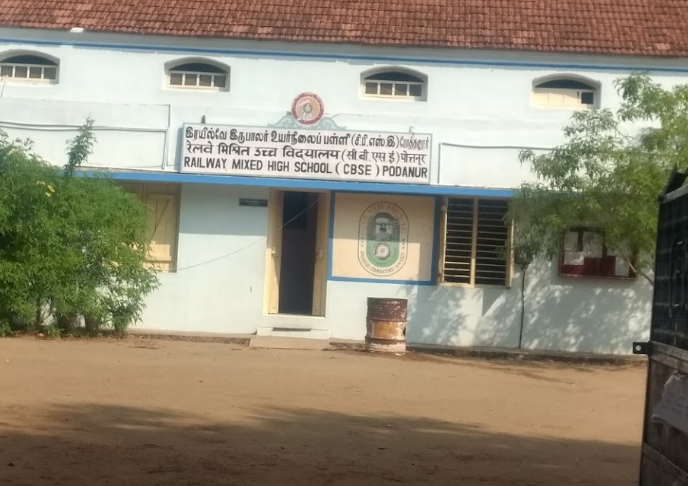 இரயில்வே இருபாலர் உயர்நிலைப் பள்ளி (சி.பி.எஸ்.இ) போத்தனூர்
रेलवे मिश्रित उच्च विद्यालय (सी.बी.एस.ई) पोत्तनूर
RAILWAY MIXED HIGH SCHOOL ( CBSE ) PODANUR